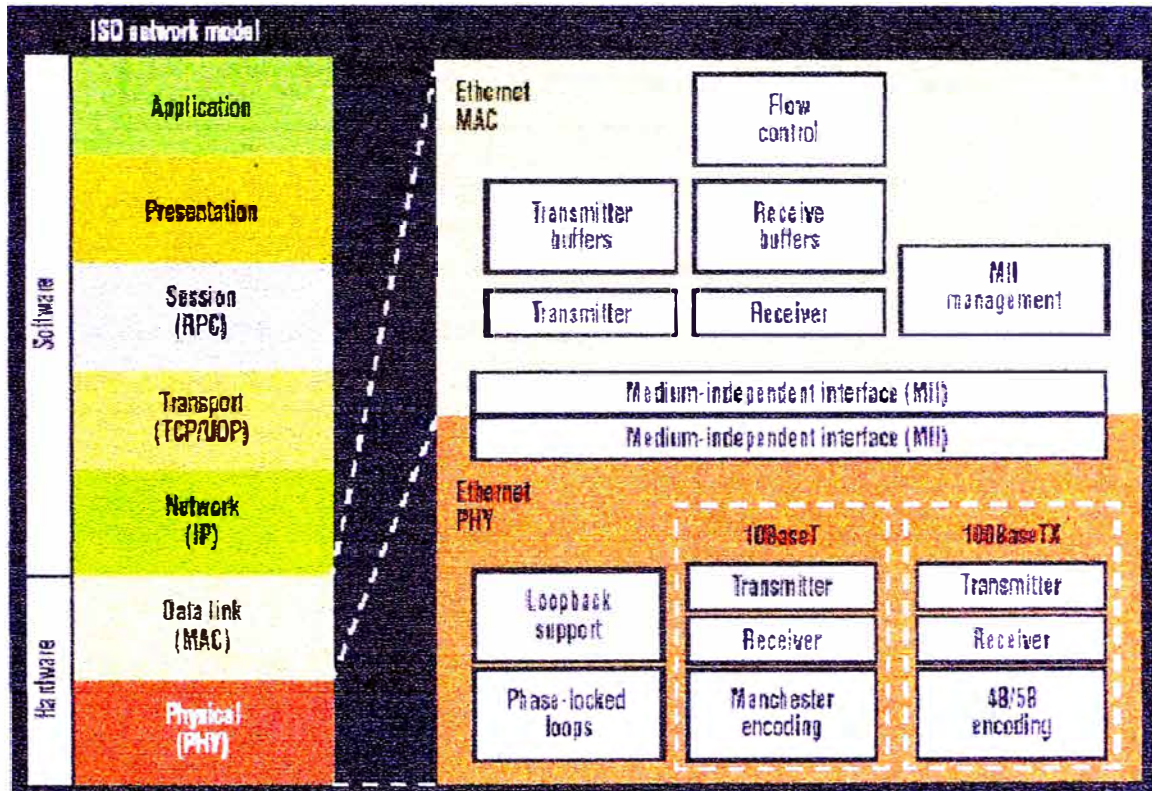 ISO network model
Software
Hardware
Application
Presentation
Session
(RPC)
Transport
(TCP/UDP)
Network
(IP)
Data link
(MAC)
Physical
(PHY)
Ethernet
MAC
Flow
control
Transmitter
buffers
Receive
buffers
MII
management
Transmitter
Receiver
Medium-independent interface (MII)
Medium-independent interface (MII)
Ethernet
PHY
Loopback
support
Phase-locked
loops
10BaseT
Transmitter
Receiver
Manchester
encoding
100BaseTX
Transmitter
Receiver
4B/5B
encoding